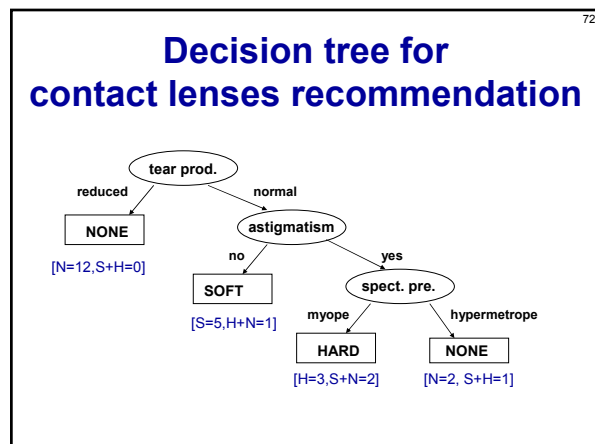 72
Decision tree for
contact lenses recommendation
tear prod.
reduced
normal
NONE
astigmatism
[N=12,S+H=0]
no
yes
SOFT
spect. pre.
[S=5,H+N=1]
myope
hypermetrope
HARD
NONE
[H=3,S+N=2]
[N=2, S+H=1]